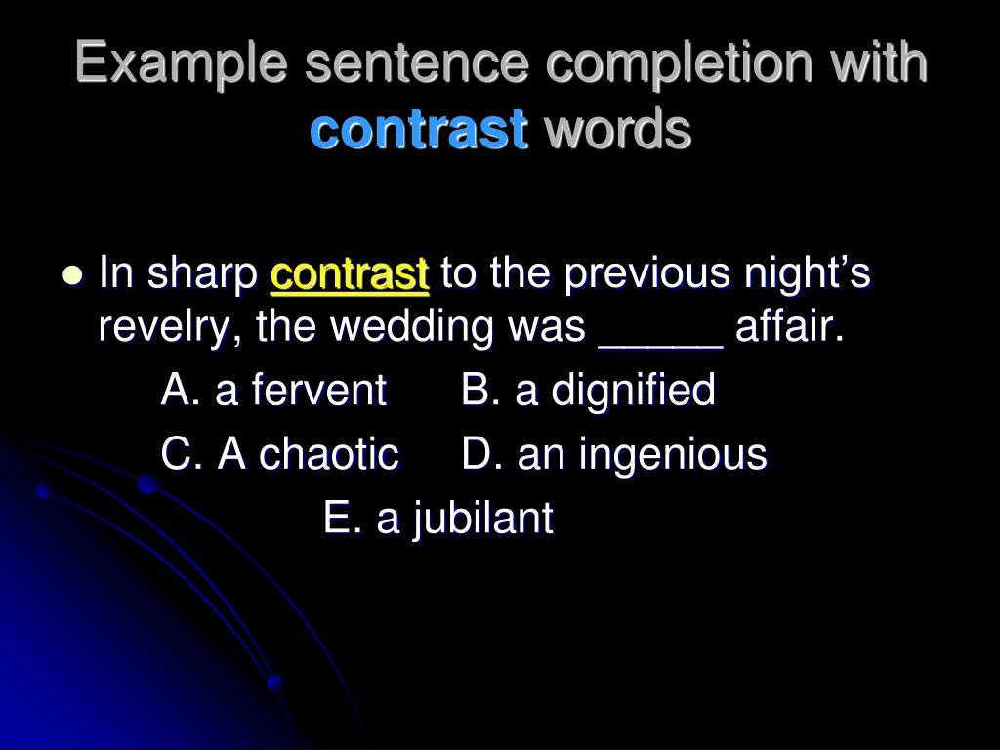 Example sentence completion with
contrast words
In sharp contrast to the previous night’s
revelry, the wedding was _____ affair.
A. a fervent B. a dignified
C. A chaotic D. an ingenious
E. a jubilant